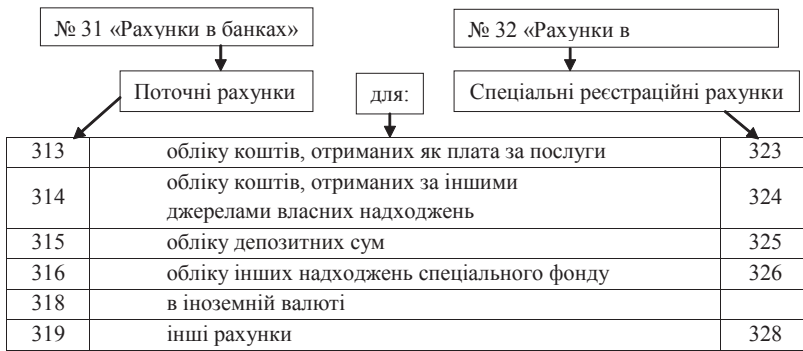 № 31 «Рахунки в банках»
№ 32 «Рахунки в
Поточні рахунки
для:
Спеціальні реєстраційні рахунки
313 обліку коштів, отриманих як плата за послуги 323
314 обліку коштів, отриманих за іншими
джерелами власних надходжень 324
315 обліку депозитних сум 325
316 обліку інших надходжень спеціального фонду 326
318 в іноземній валюті
319 інші рахунки 328